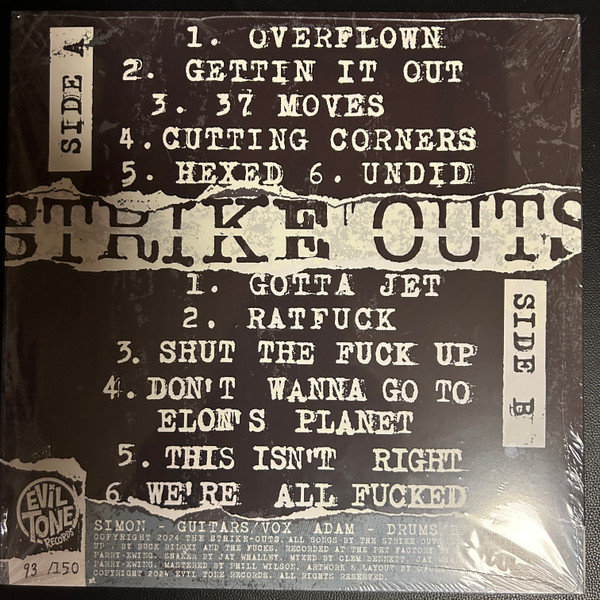 SIDE A
1. OVERFLOWN
2. GETTIN IT OUT
3. 37 MOVES
4. CUTTING CORNERS
5. HEXED 6. UNDID
STRIKE OUTS
1. GOTTA JET
2. RATFUCK
3. SHUT THE FUCK UP
4. DON'T WANNA GO TO
ELON'S PLANET
5. THIS ISN'T RIGHT
6. WE'RE ALL FUCKED
SIDE B
EVIL
TONE
RECORDS
93 /150
SIMON - GUITARS/VOX ADAM - DRUMS/
COPYRIGHT 2024 THE STRIKE-OUTS. ALL SONGS BY THE STRIKE-OUTS
UP". BY BUCK BILOXI AND THE FUCKS. RECORDED AT THE PET FACTORY BY
PARRY-EWING. SHAKER BY JAY WHALLEY. MIXED BY CLEM BENNETT, JAY
PARRY-EWING. MASTERED BY PHILL WILSON. ARTWORK & LAYOUT BY
COPYRIGHT 2024 EVIL TONE RECORDS. ALL RIGHTS RESERVED.